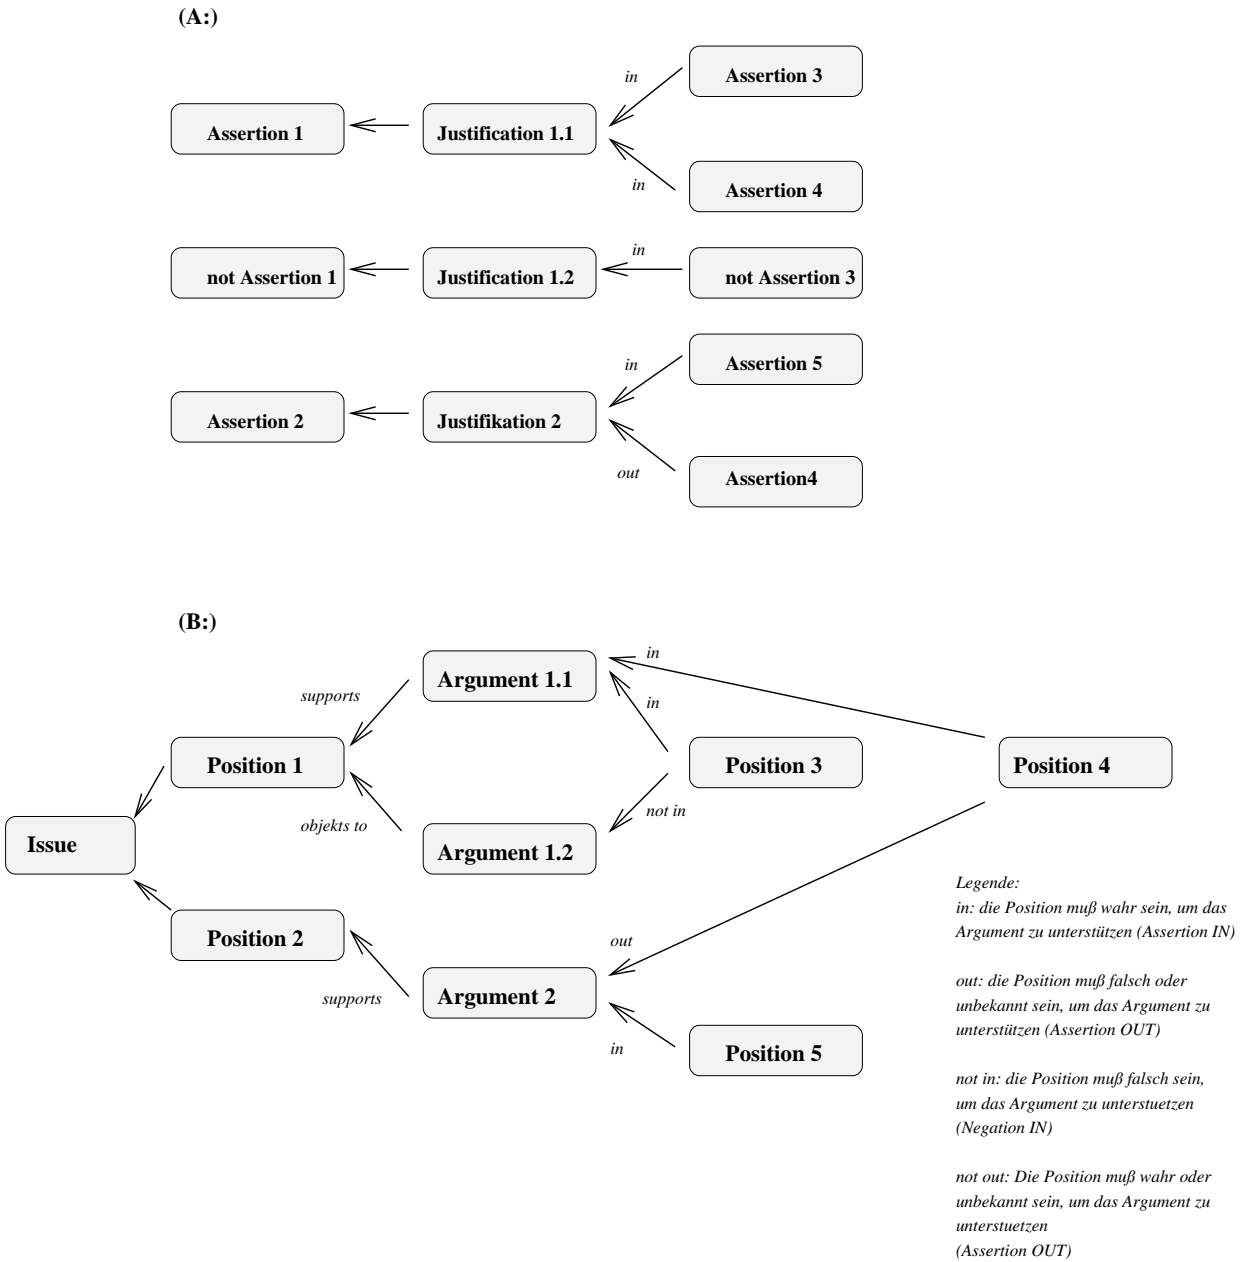 (A:)
in
Assertion 3
Assertion 1
Justification 1.1
in
Assertion 4
in
not Assertion 1
Justification 1.2
not Assertion 3
in
Assertion 5
Assertion 2
Justifikation 2
out
Assertion4
(B:)
in
Argument 1.1
supports
in
Position 1
Position 3
Position 4
not in
objekts to
Issue
Argument 1.2
Position 2
out
supports
Argument 2
in
Position 5
Legende:
in: die Position muß wahr sein, um das
Argument zu unterstützen (Assertion IN)
out: die Position muß falsch oder
unbekannt sein, um das Argument zu
unterstützen (Assertion OUT)
not in: die Position muß falsch sein,
um das Argument zu unterstuetzen
(Negation IN)
not out: Die Position muß wahr oder
unbekannt sein, um das Argument zu
unterstuetzen
(Assertion OUT)